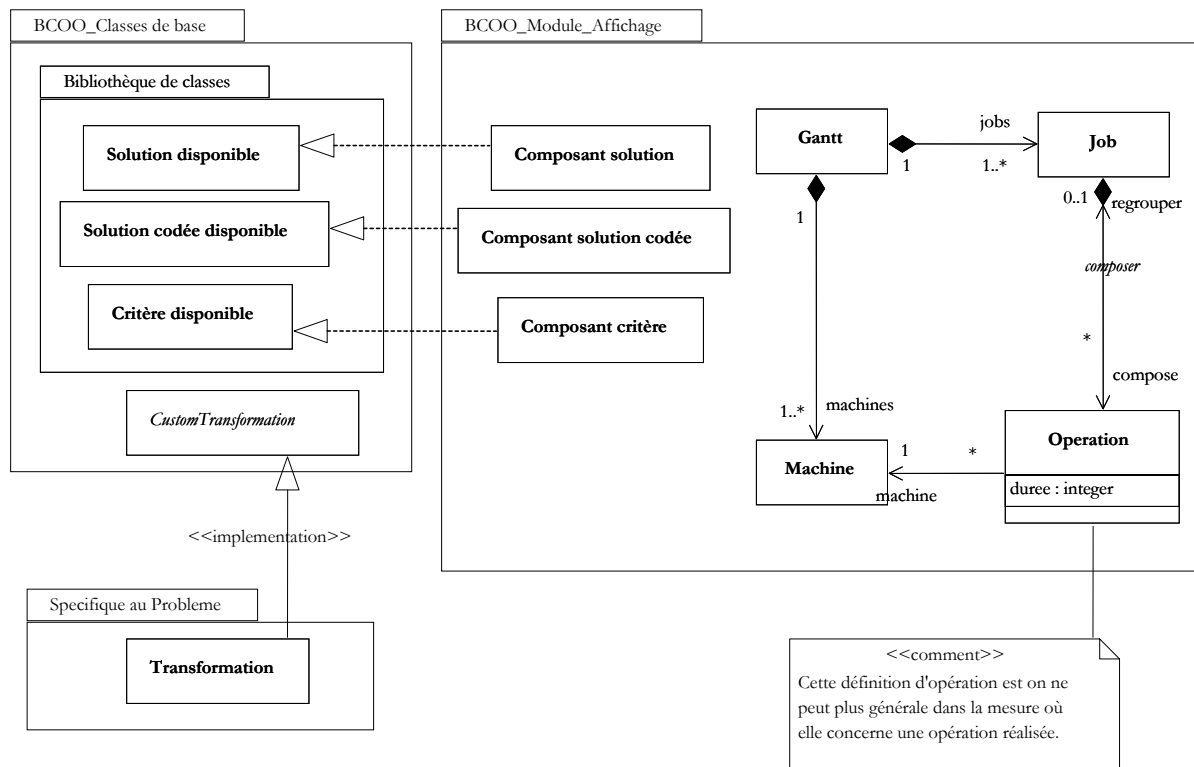 BCOO_Classes de base
BCOO_Module_Affichage
Bibliothèque de classes
Solution disponible
Composant solution
Gantt
jobs
Job
1
1..*
Solution codée disponible
Composant solution codée
1
0..1
regrouper
composer
Critère disponible
Composant critère
*
compose
CustomTransformation
1..*
machines
Machine
1
*
machine
Operation
duree : integer
<<implementation>>
Specifique au Probleme
Transformation
<<comment>>
Cette définition d'opération est on ne
peut plus générale dans la mesure où
elle concerne une opération réalisée.